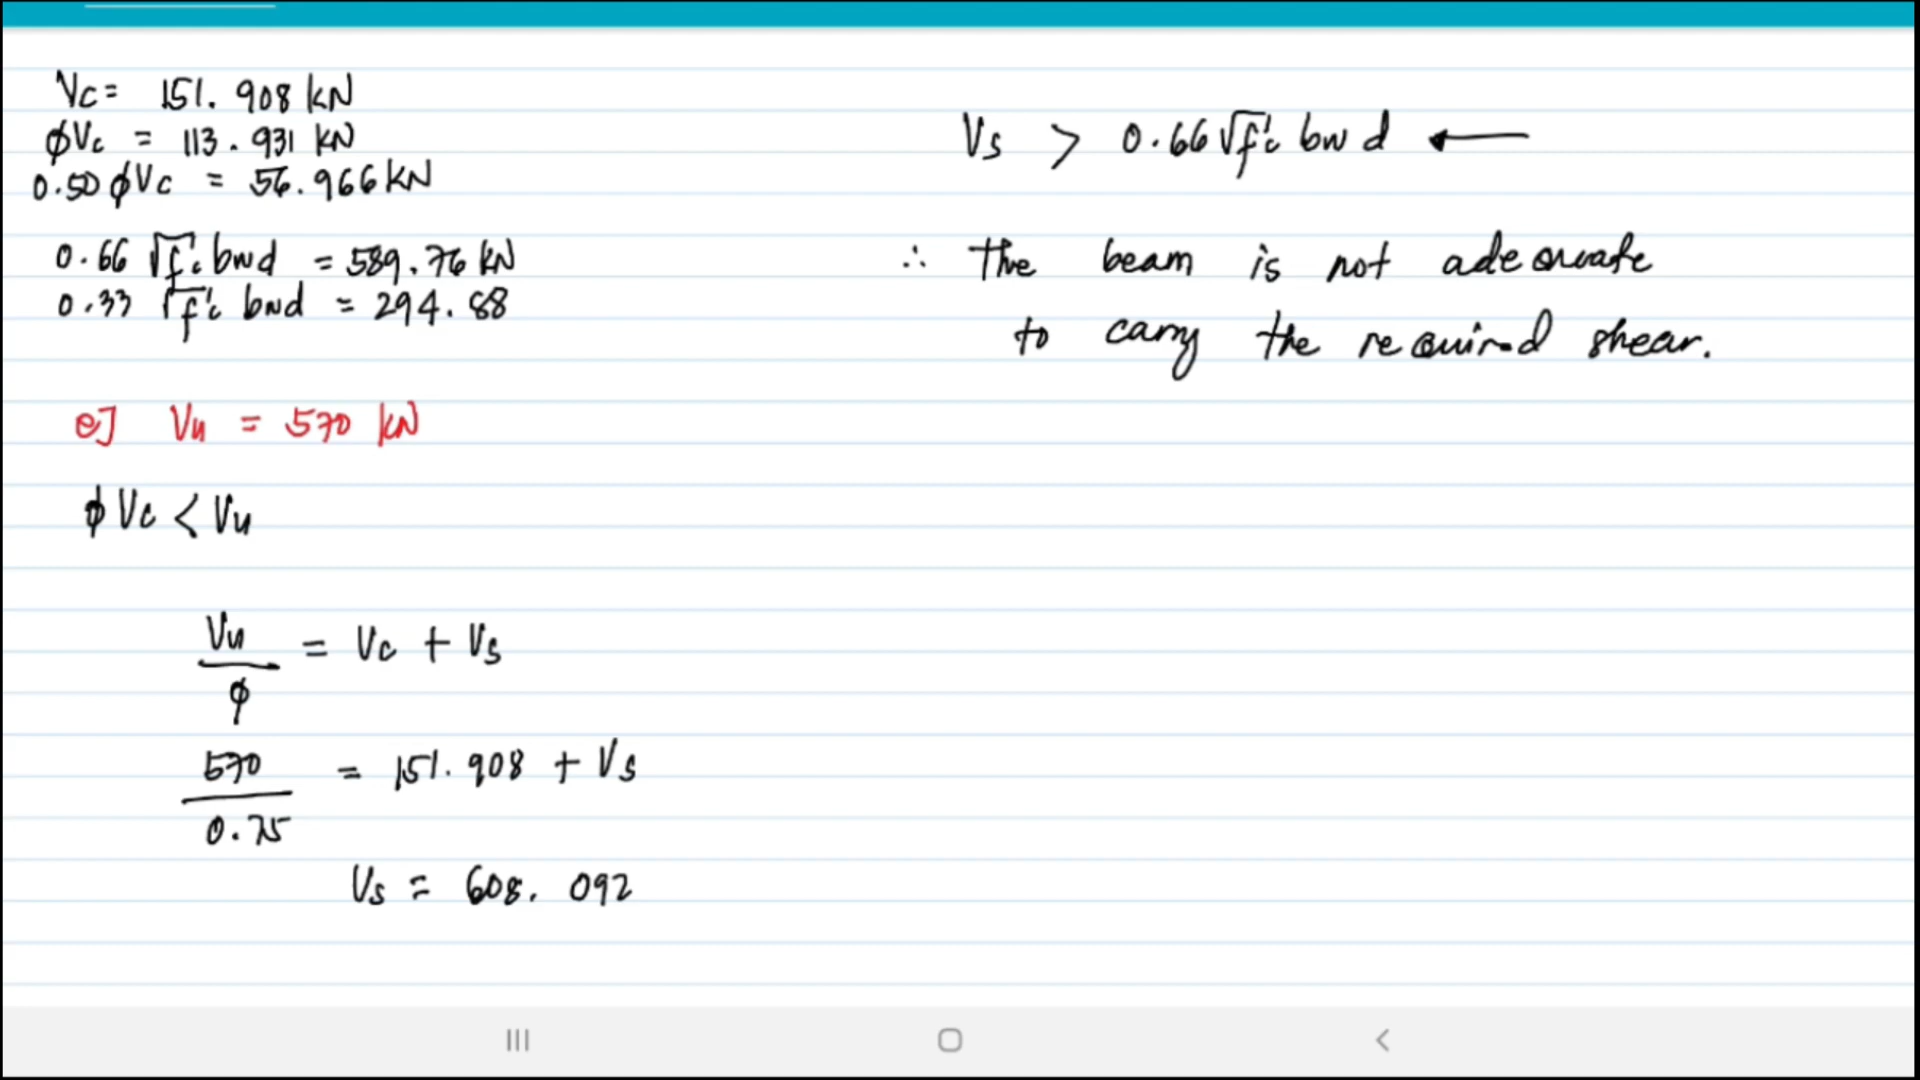 Vc = 151.908 kN
φVc = 113.931 kN
0.50 φVc = 56.966 kN
0.66 √f'c bwd = 589.76 kN
0.33 √f'c bwd = 294.88
e] Vu = 570 kN
φVc < Vu
Vu/φ = Vc + Vs
570/0.75 = 151.908 + Vs
Vs = 608.092
Vs > 0.66 √f'c bw d ←
∴ the beam is not adequate
to carry the required shear.